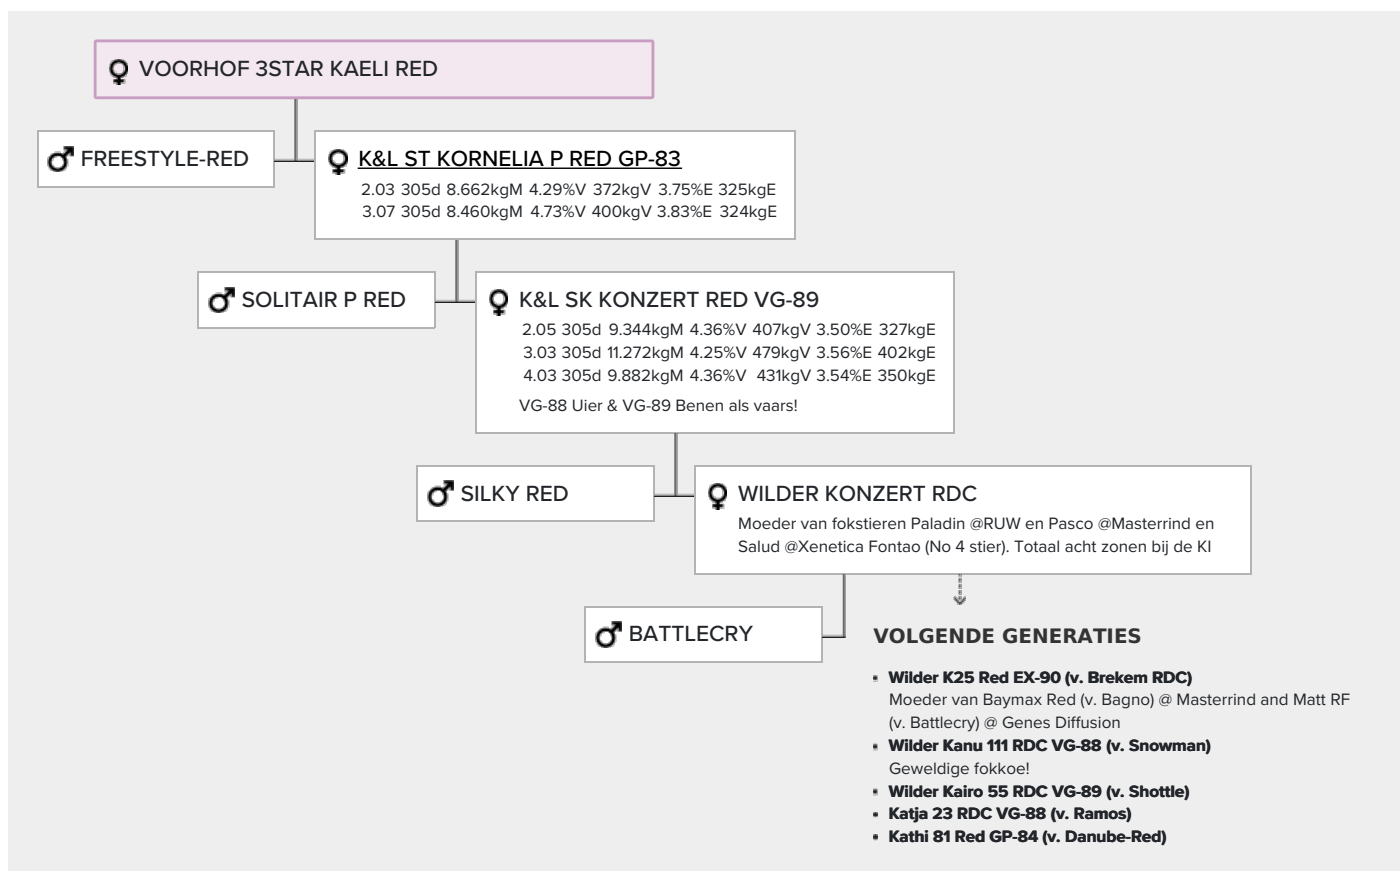 VOORHOF 3STAR KAELI RED
FREESTYLE-RED
K&L ST KORNELIA P RED GP-83
2.03 305d 8.662kgM 4.29%V 372kgV 3.75%E 325kgE
3.07 305d 8.460kgM 4.73%V 400kgV 3.83%E 324kgE
SOLITAIR P RED
K&L SK KONZERT RED VG-89
2.05 305d 9.344kgM 4.36%V 407kgV 3.50%E 327kgE
3.03 305d 11.272kgM 4.25%V 479kgV 3.56%E 402kgE
4.03 305d 9.882kgM 4.36%V 431kgV 3.54%E 350kgE
VG-88 Uier & VG-89 Benen als vaars!
SILKY RED
WILDER KONZERT RDC
Moeder van fokstieren Paladin @RUW en Pasco @Masterrind en
Salud @Xenetica Fontao (No 4 stier). Totaal acht zonen bij de KI
BATTLECRY
VOLGENDE GENERATIES
▪ Wilder K25 Red EX-90 (v. Brekem RDC)
Moeder van Baymax Red (v. Bagno) @ Masterrind and Matt RF
(v. Battlecry) @ Genes Diffusion
▪ Wilder Kanu 111 RDC VG-88 (v. Snowman)
Geweldige fokkoe!
▪ Wilder Kairo 55 RDC VG-89 (v. Shottle)
▪ Katja 23 RDC VG-88 (v. Ramos)
▪ Kathi 81 Red GP-84 (v. Danube-Red)